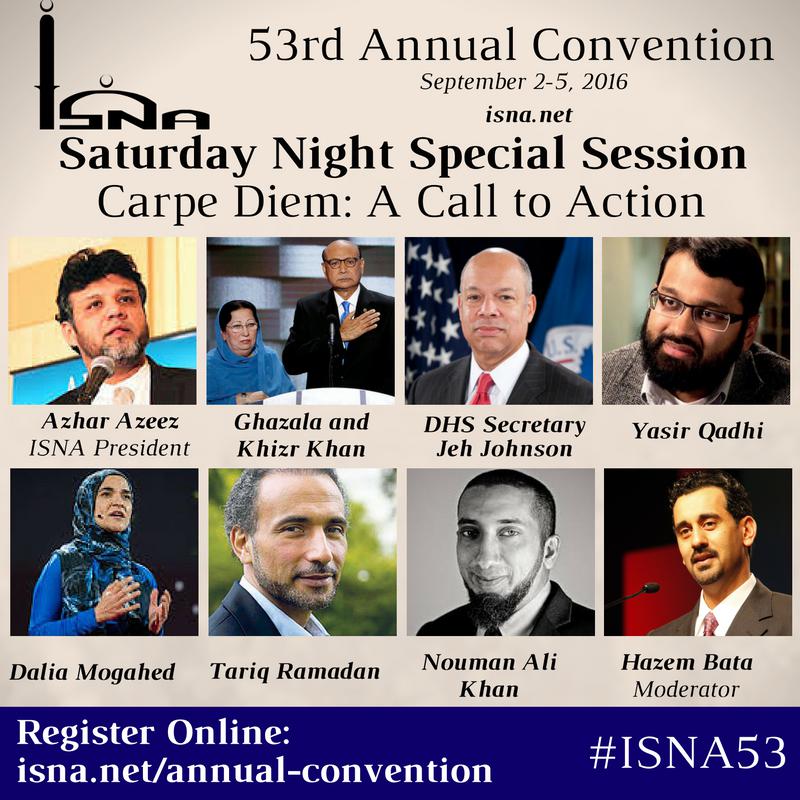 ISNA
53rd Annual Convention
September 2-5, 2016
isna.net
Saturday Night Special Session
Carpe Diem: A Call to Action
Azhar Azeez
ISNA President
Ghazala and
Khizr Khan
DHS Secretary
Jeh Johnson
Yasir Qadhi
Dalia Mogahed
Tariq Ramadan
Nouman Ali
Khan
Hazem Bata
Moderator
Register Online:
isna.net/annual-convention
#ISNA53